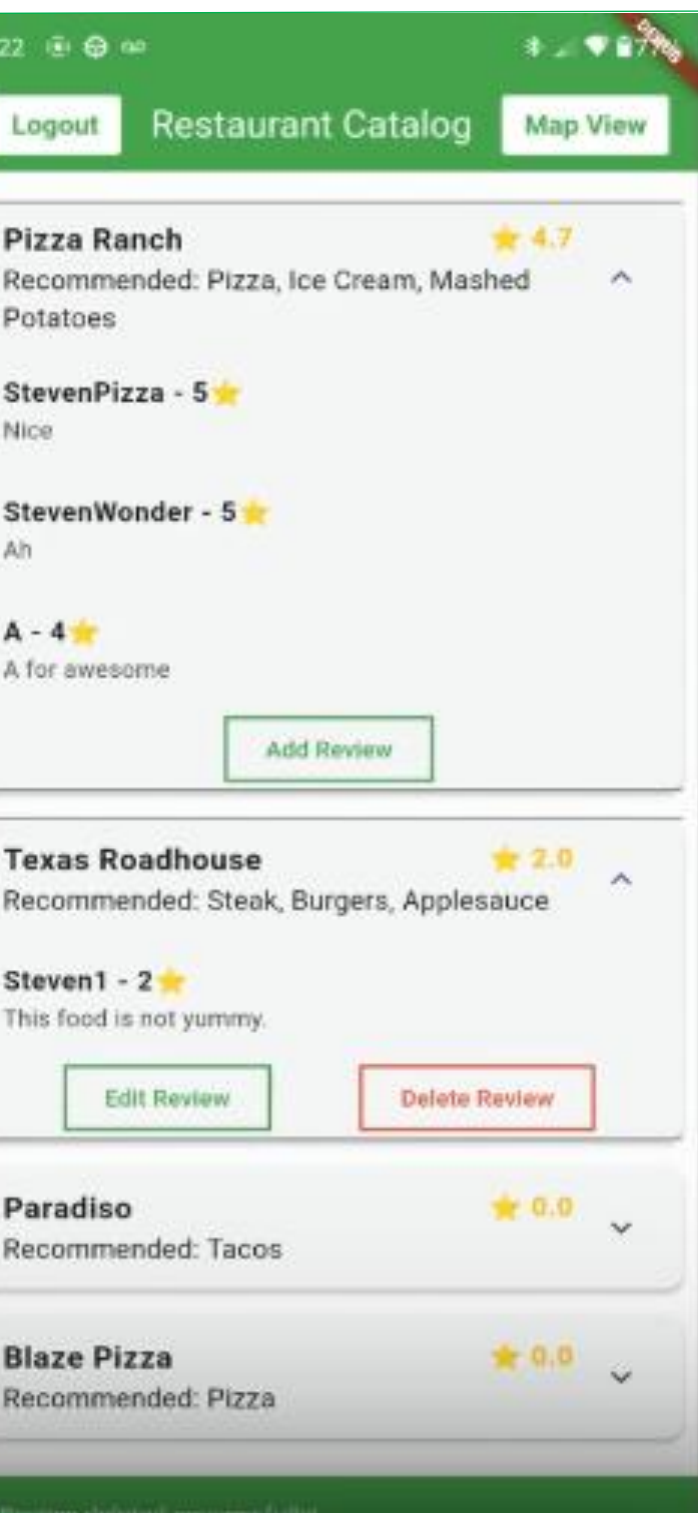 22
DEBUG
Logout
Restaurant Catalog
Map View
Pizza Ranch
4.7
Recommended: Pizza, Ice Cream, Mashed
Potatoes
StevenPizza - 5⭐
Nice
StevenWonder - 5⭐
Ah
A - 4⭐
A for awesome
Add Review
Texas Roadhouse
2.0
Recommended: Steak, Burgers, Applesauce
Steven1 - 2⭐
This food is not yummy.
Edit Review
Delete Review
Paradiso
0.0
Recommended: Tacos
Blaze Pizza
0.0
Recommended: Pizza